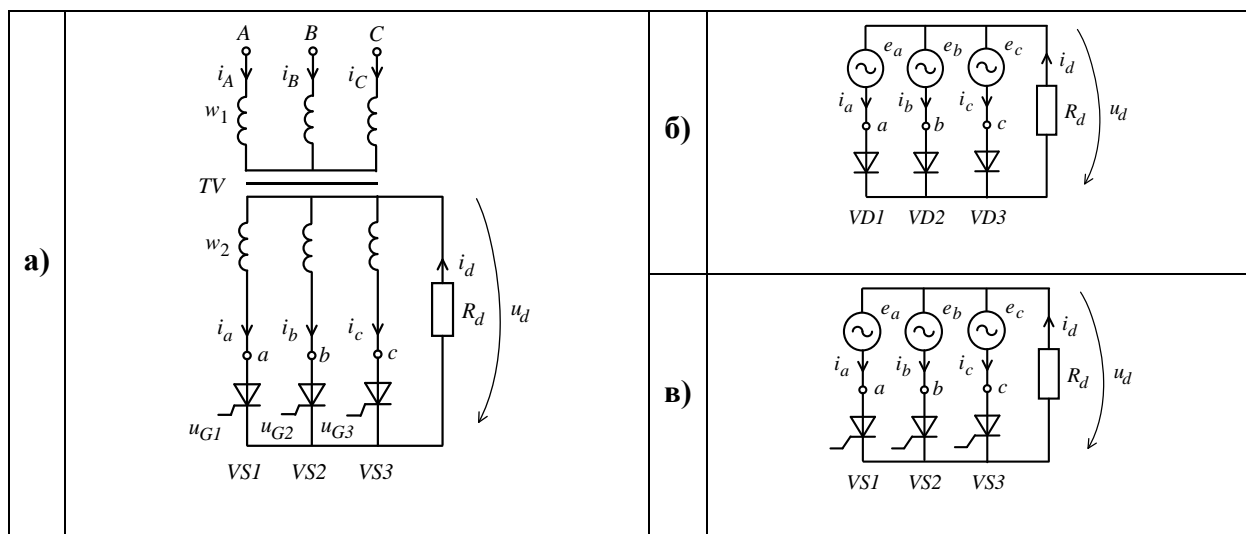 а)
A B C
i_A i_B i_C
w_1
TV
w_2
i_d
R_d
u_d
i_a i_b i_c
a b c
u_G1 u_G2 u_G3
VS1 VS2 VS3
б)
e_a e_b e_c
i_d
i_a i_b i_c
R_d
u_d
a b c
VD1 VD2 VD3
в)
e_a e_b e_c
i_d
i_a i_b i_c
R_d
u_d
a b c
VS1 VS2 VS3